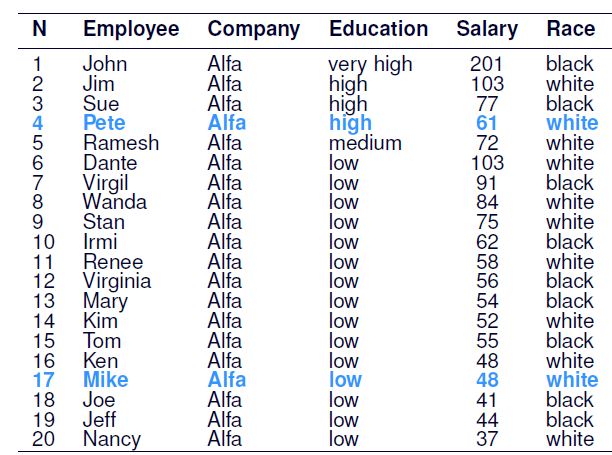 N Employee Company Education Salary Race
1 John Alfa very high 201 black
2 Jim Alfa high 103 white
3 Sue Alfa high 77 black
4 Pete Alfa high 61 white
5 Ramesh Alfa medium 72 white
6 Dante Alfa low 103 white
7 Virgil Alfa low 91 black
8 Wanda Alfa low 84 white
9 Stan Alfa low 75 white
10 Irmi Alfa low 62 black
11 Renee Alfa low 58 white
12 Virginia Alfa low 56 black
13 Mary Alfa low 54 black
14 Kim Alfa low 52 white
15 Tom Alfa low 55 black
16 Ken Alfa low 48 white
17 Mike Alfa low 48 white
18 Joe Alfa low 41 black
19 Jeff Alfa low 44 black
20 Nancy Alfa low 37 white